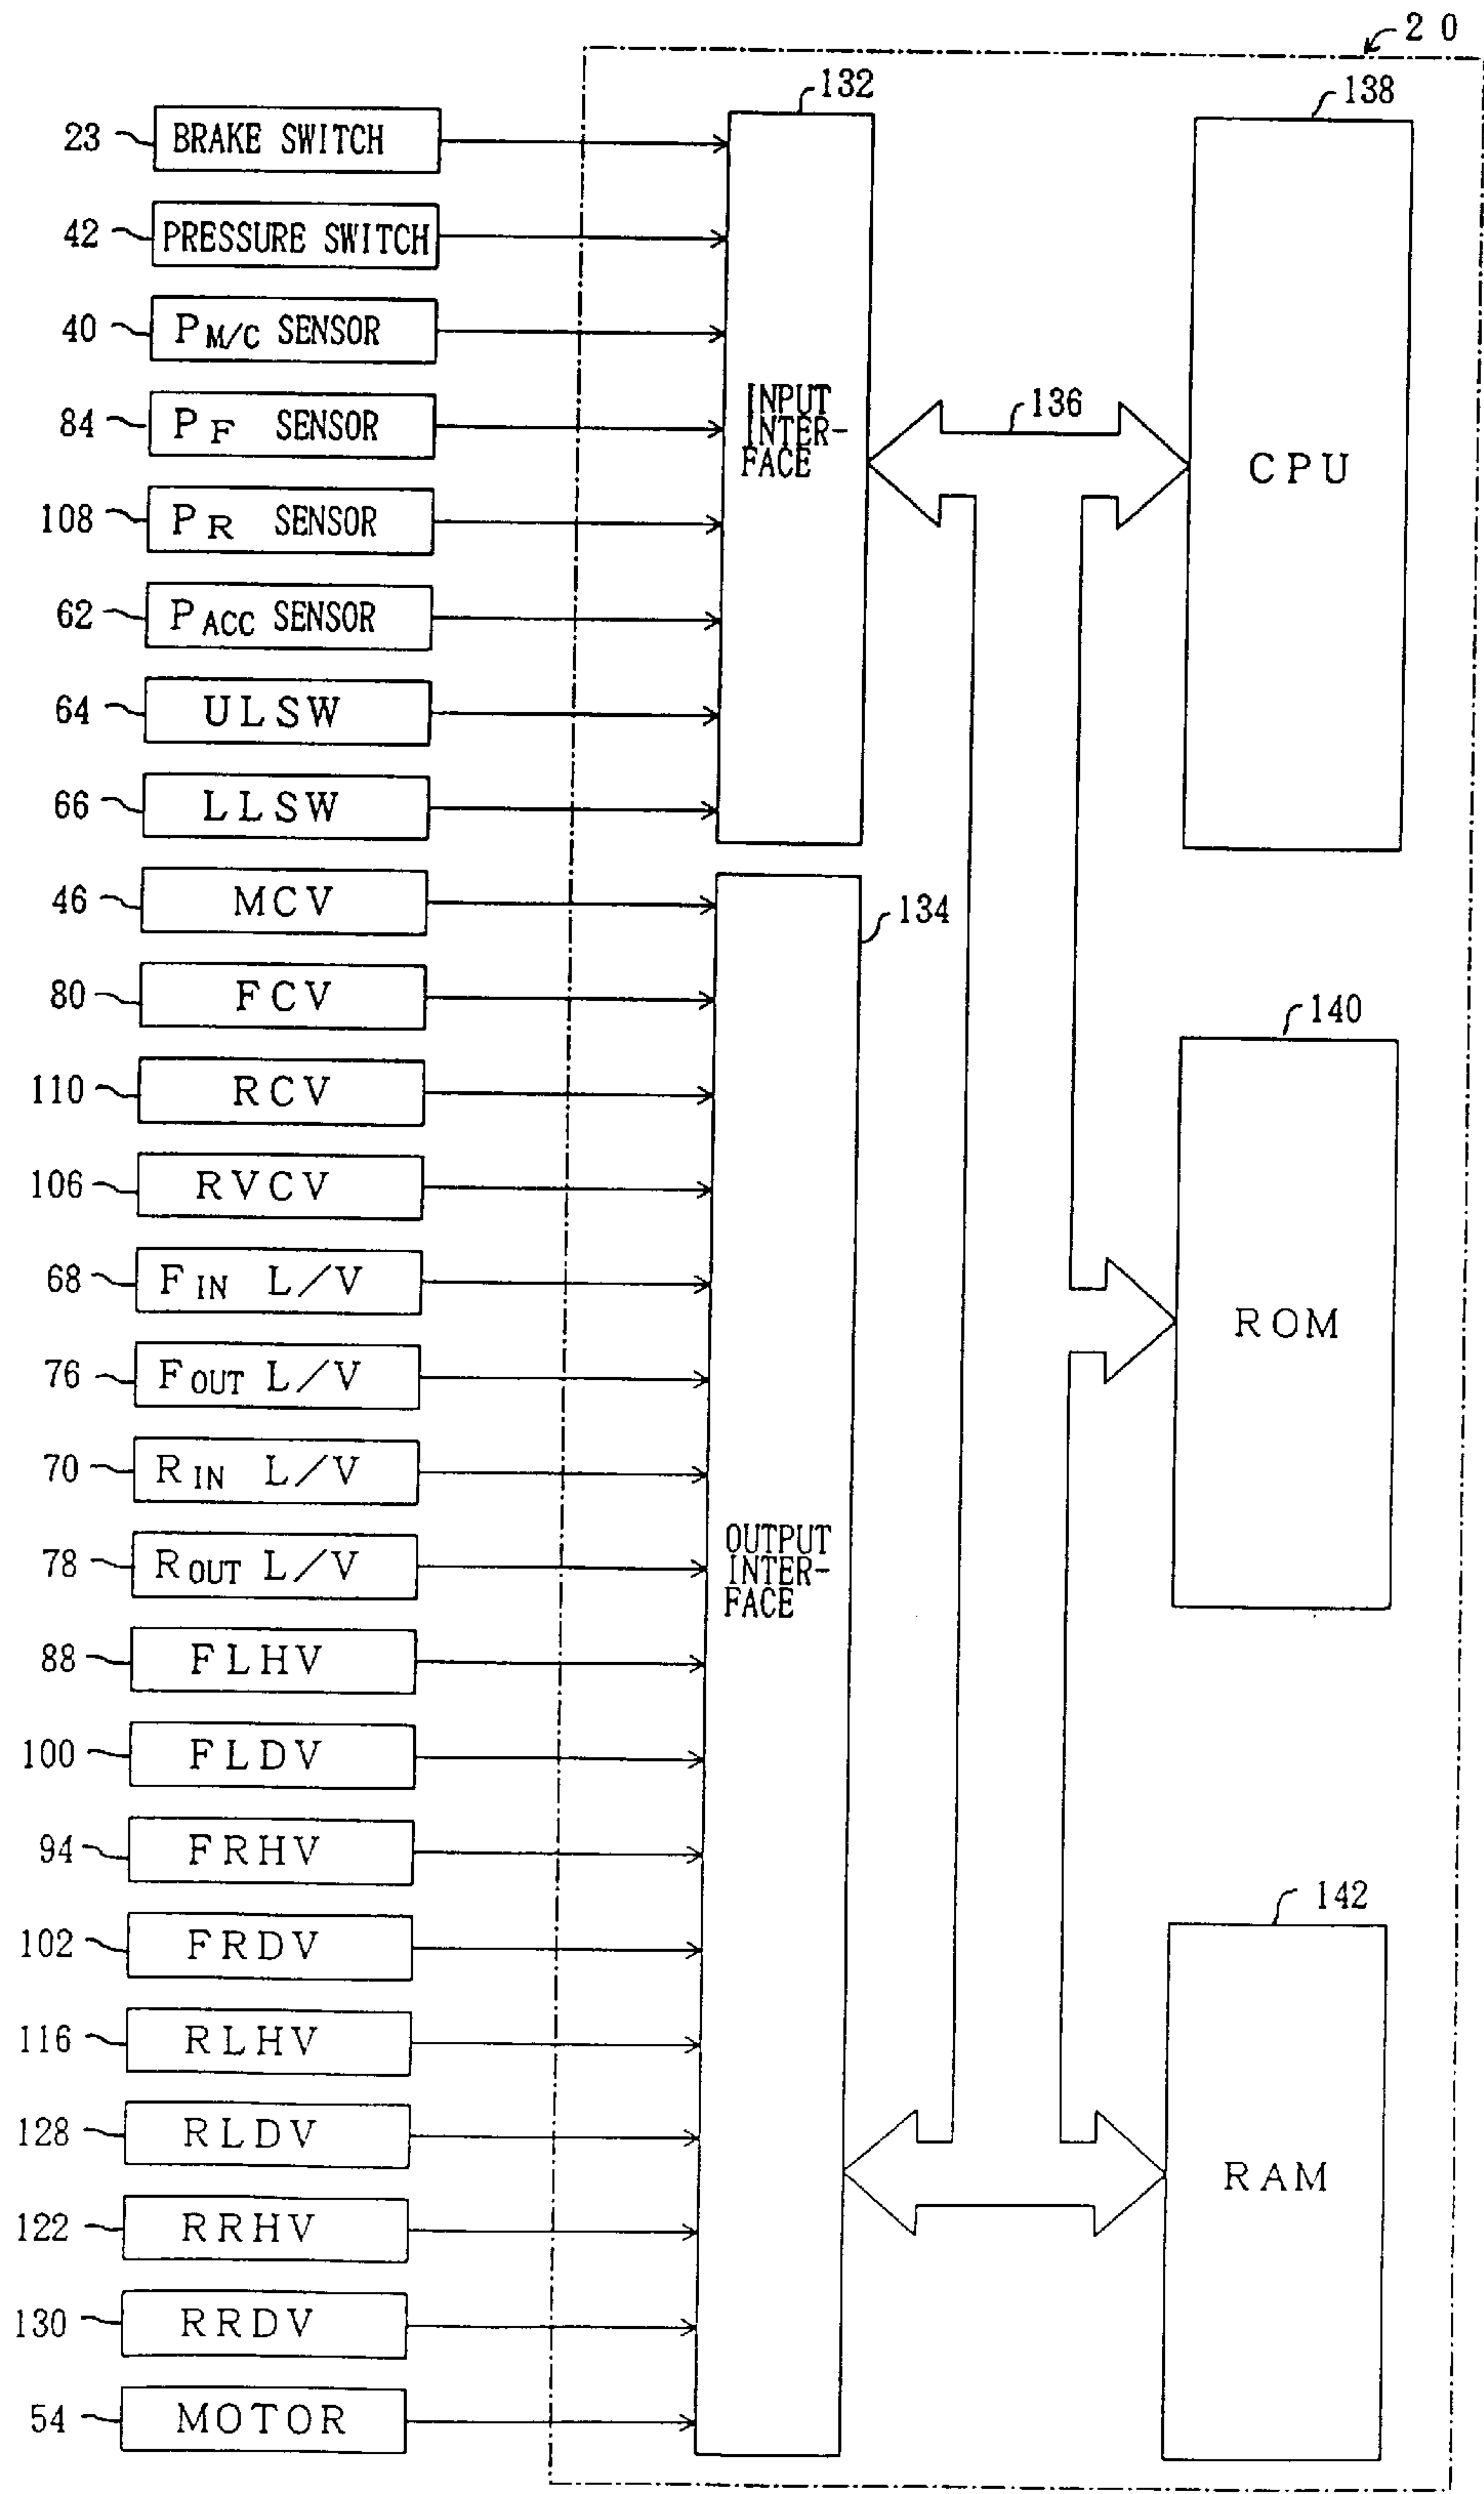 20
132
138
23 BRAKE SWITCH
42 PRESSURE SWITCH
40 PM/C SENSOR
84 PF SENSOR
136
INPUT
INTER-
FACE
CPU
108 PR SENSOR
62 PACC SENSOR
64 ULSW
66 LLSW
46 MCV
134
80 FCV
140
110 RCV
106 RVCV
68 FIN L/V
ROM
76 FOUT L/V
70 RIN L/V
78 ROUT L/V
OUTPUT
INTER-
FACE
88 FLHV
100 FLDV
94 FRHV
142
102 FRDV
116 RLHV
128 RLDV
RAM
122 RRHV
130 RRDV
54 MOTOR